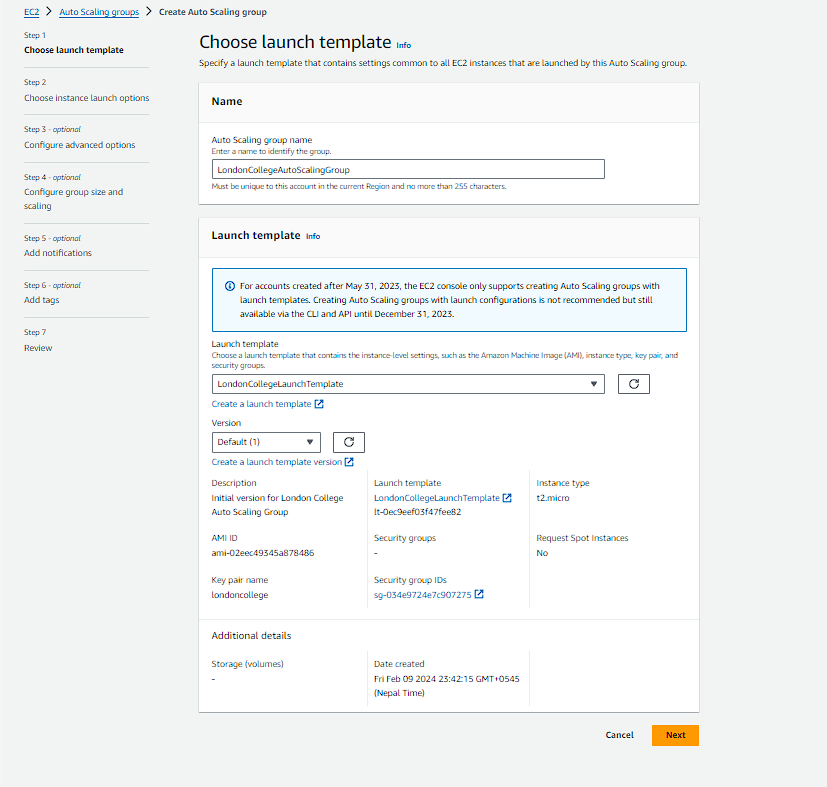 EC2 > Auto Scaling groups > Create Auto Scaling group
Step 1
Choose launch template
Step 2
Choose instance launch options
Step 3 - optional
Configure advanced options
Step 4 - optional
Configure group size and
scaling
Step 5 - optional
Add notifications
Step 6 - optional
Add tags
Step 7
Review
Choose launch template Info
Specify a launch template that contains settings common to all EC2 instances that are launched by this Auto Scaling group.
Name
Auto Scaling group name
Enter a name to identify the group.
LondonCollegeAutoScalingGroup
Must be unique to this account in the current Region and no more than 255 characters.
Launch template Info
For accounts created after May 31, 2023, the EC2 console only supports creating Auto Scaling groups with
launch templates. Creating Auto Scaling groups with launch configurations is not recommended but still
available via the CLI and API until December 31, 2023.
Launch template
Choose a launch template that contains the instance-level settings, such as the Amazon Machine Image (AMI), instance type, key pair, and
security groups.
LondonCollegeLaunchTemplate
Create a launch template
Version
Default (1)
Create a launch template version
Description
Initial version for London College
Auto Scaling Group
Launch template
LondonCollegeLaunchTemplate
lt-0ec9eef03f47fee82
Instance type
t2.micro
AMI ID
ami-02eec49345a878486
Security groups
-
Request Spot Instances
No
Key pair name
londoncollege
Security group IDs
sg-034e9724e7c907275
Additional details
Storage (volumes)
-
Date created
Fri Feb 09 2024 23:42:15 GMT+0545
(Nepal Time)
Cancel
Next